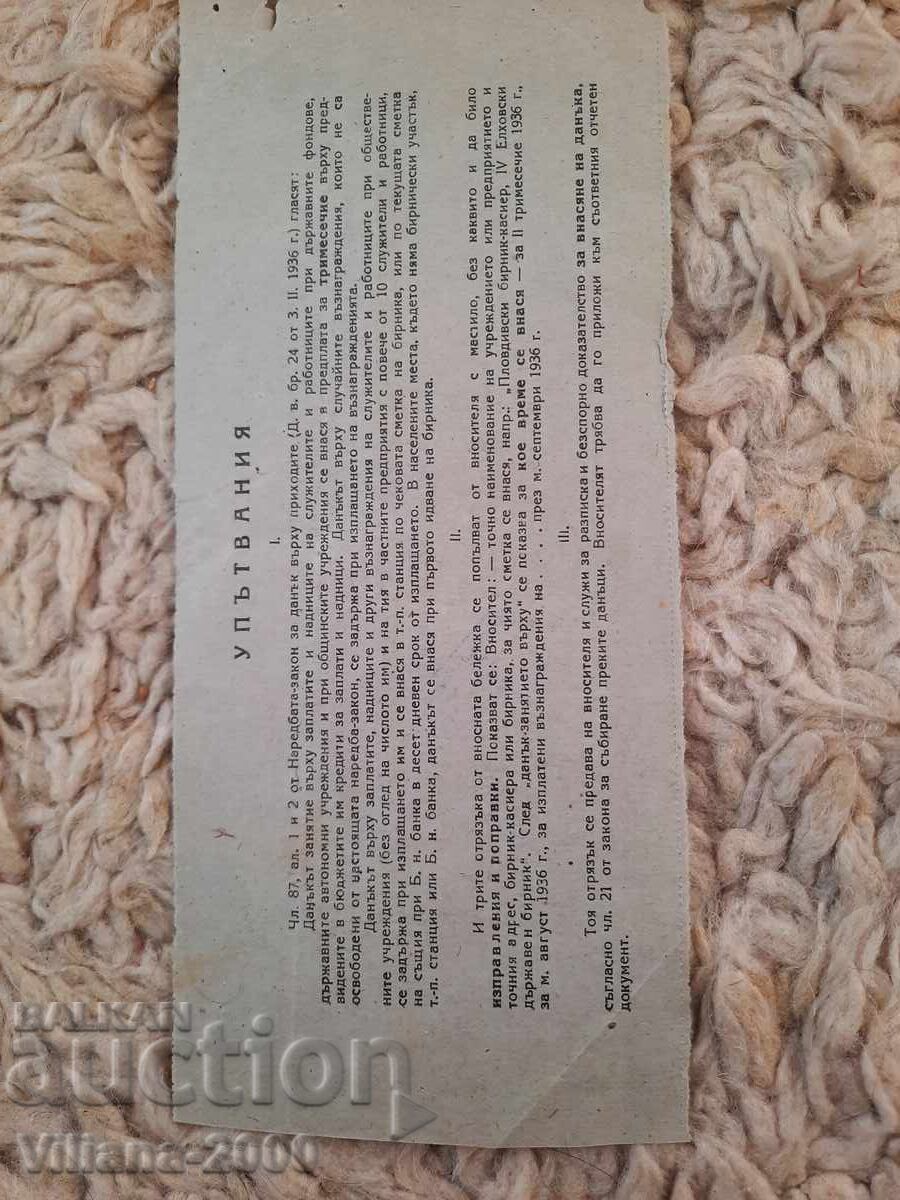 УПЪТВАНИЯ
I.
Чл. 87, ал. 1 и 2 от Наредбата-закон за данък върху приходите (Д. в. бр. 24 от 3. II. 1936 г.) гласят:
Данъкът занятие върху заплатите и надниците на служителите и работниците при държавните фондове,
държавните автономни учреждения и при общинските учреждения се внася в предплата за тримесечие върху пред-
видените в бюджетите им кредити за заплати и надници. Данъкът върху случайните възнаграждения, които не са
освободени от настоящата наредба-закон, се задържа при изплащането на възнагражденията.
Данъкът върху заплатите, надниците и други възнаграждения на служителите и работниците при обществе-
ните учреждения (без оглед на числото им) и на тия в частните предприятия с повече от 10 служители и работници,
се задържа при изплащането им и се внася в т.-п. станция по чековата сметка на бирника, или по текущата сметка
на същия при Б. н. банка в десет дневен срок от изплащането. В населените места, където няма бирнически участък,
т.-п. станция или Б. н. банка, данъкът се внася при първото идване на бирника.
II.
И трите отрязъка от вносната бележка се попълват от вносителя с мастило, без каквито и да било
изправления и поправки. Показват се: Вносител: — точно наименование на учреждението или предприятието и
точния адрес, бирник-касиера или бирника, за чиято сметка се внася, напр.: „Пловдивски бирник-касиер, IV Елховски
държавен бирник“. След „данък-занятието върху“ се псказва за кое време се внася — за II тримесечие 1936 г.,
за м. август 1936 г., за изплатени възнаграждения на . . . . . през м. септември 1936 г.
III.
Тоя отрязък се предава на вносителя и служи за разписка и безспорно доказателство за внасяне на данъка,
съгласно чл. 21 от закона за събиране преките данъци. Вносителят трябва да го приложи към съответния отчетен
документ.
BALKAN
auction
Viliana-2000